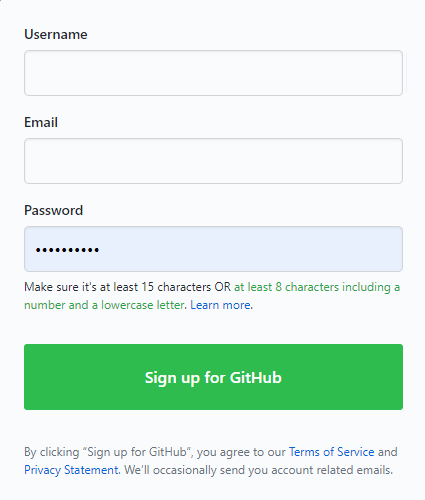 Username
Email
Password
••••••••••
Make sure it's at least 15 characters OR at least 8 characters including a
number and a lowercase letter. Learn more.
Sign up for GitHub
By clicking “Sign up for GitHub”, you agree to our Terms of Service and
Privacy Statement. We’ll occasionally send you account related emails.